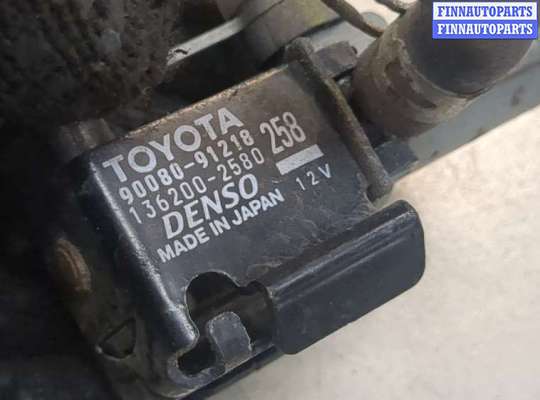 FINNAUTOPARTS
FINNAUTOPARTS
TOYOTA
90080-91218
136200-2580 258
DENSO
MADE IN JAPAN 12V